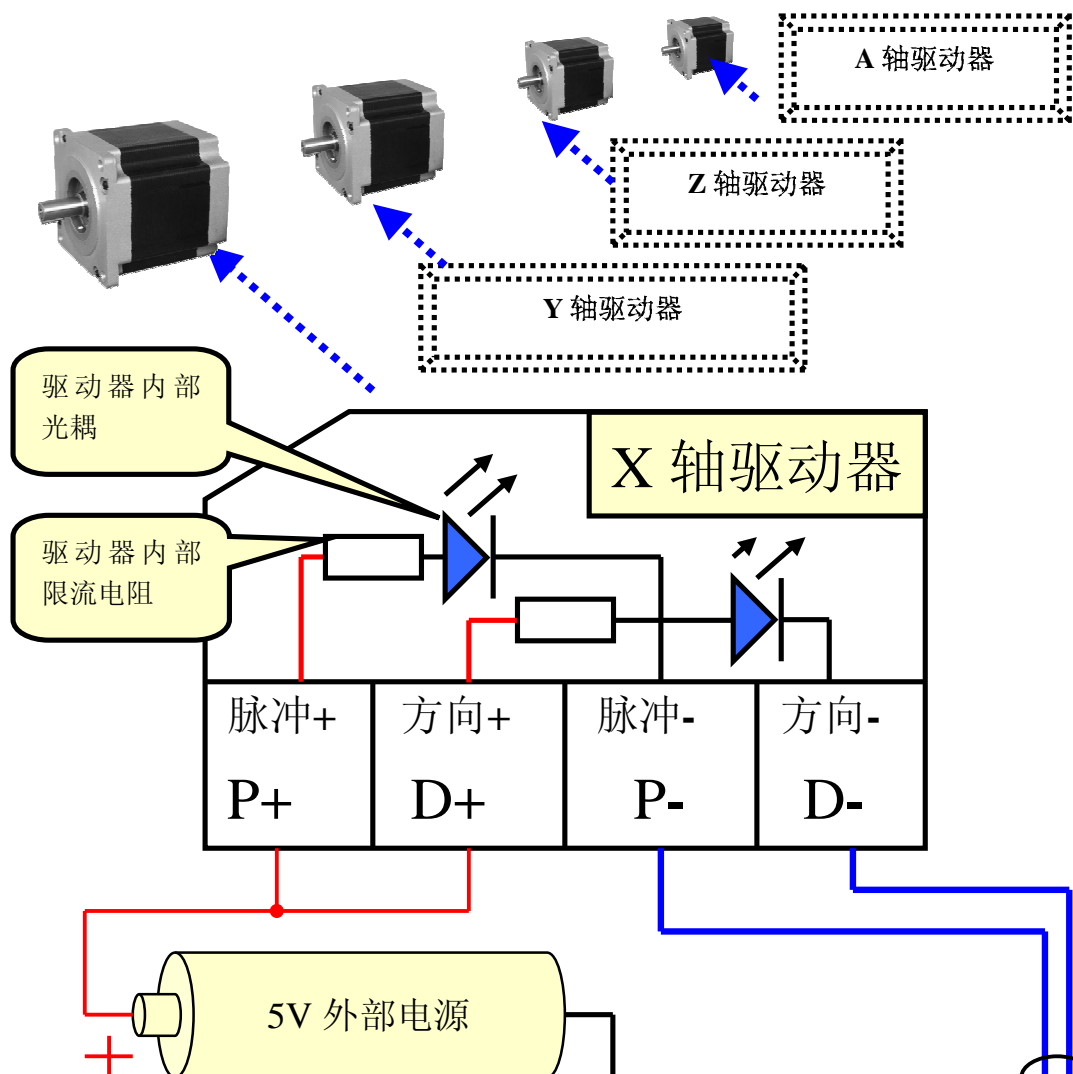 A 轴驱动器
Z 轴驱动器
Y 轴驱动器
驱动器内部
光耦
X 轴驱动器
驱动器内部
限流电阻
脉冲+
方向+
脉冲-
方向-
P+
D+
P-
D-
5V 外部电源
+